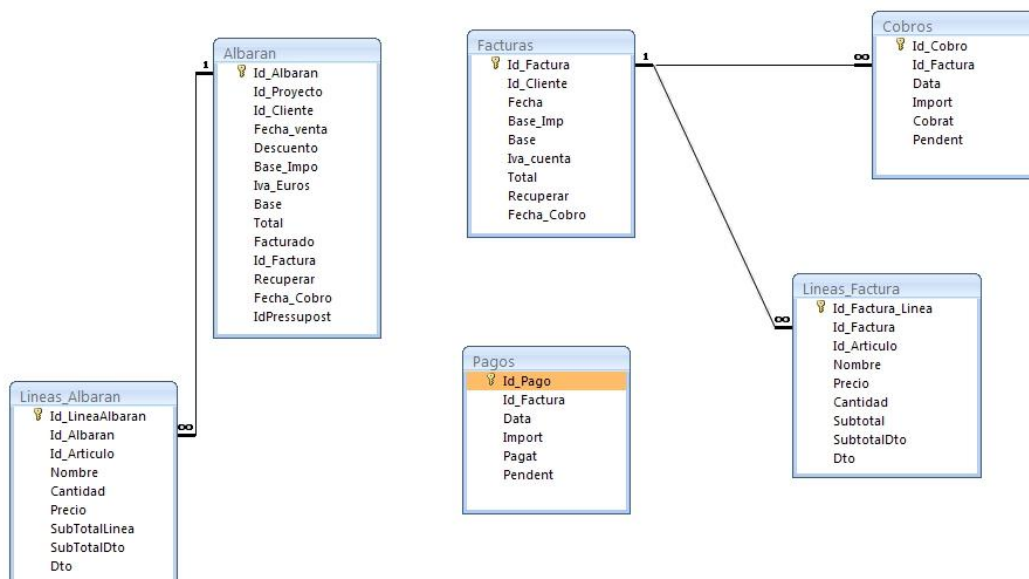 Albaran
Id_Albaran
Id_Proyecto
Id_Cliente
Fecha_venta
Descuento
Base_Impo
Iva_Euros
Base
Total
Facturado
Id_Factura
Recuperar
Fecha_Cobro
IdPressupost
1
Lineas_Albaran
Id_LineaAlbaran
Id_Albaran
Id_Articulo
Nombre
Cantidad
Precio
SubTotalLinea
SubTotalDto
Dto
∞
Facturas
Id_Factura
Id_Cliente
Fecha
Base_Imp
Base
Iva_cuenta
Total
Recuperar
Fecha_Cobro
1
∞
Cobros
Id_Cobro
Id_Factura
Data
Import
Cobrat
Pendent
Pagos
Id_Pago
Id_Factura
Data
Import
Pagat
Pendent
∞
Lineas_Factura
Id_Factura_Linea
Id_Factura
Id_Articulo
Nombre
Precio
Cantidad
Subtotal
SubtotalDto
Dto